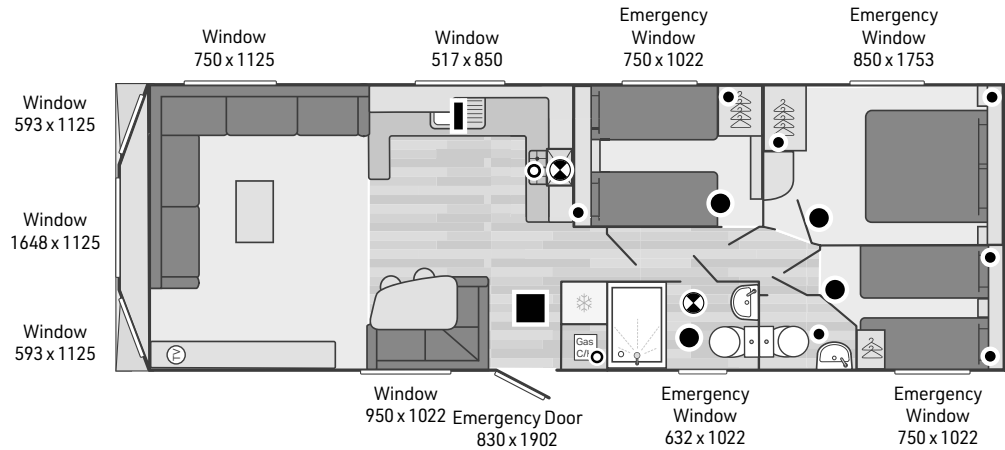 Window
750 x 1125
Window
517 x 850
Emergency
Window
750 x 1022
Emergency
Window
850 x 1753
Window
593 x 1125
Window
1648 x 1125
Window
593 x 1125
TV
Gas
C/H
Window
950 x 1022
Emergency Door
830 x 1902
Emergency
Window
632 x 1022
Emergency
Window
750 x 1022